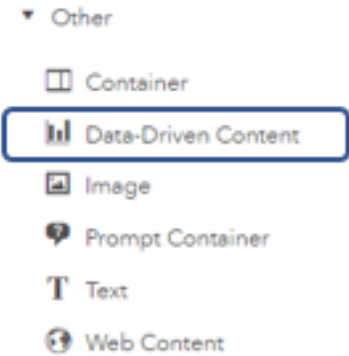 Other
Container
Data-Driven Content
Image
Prompt Container
Text
Web Content